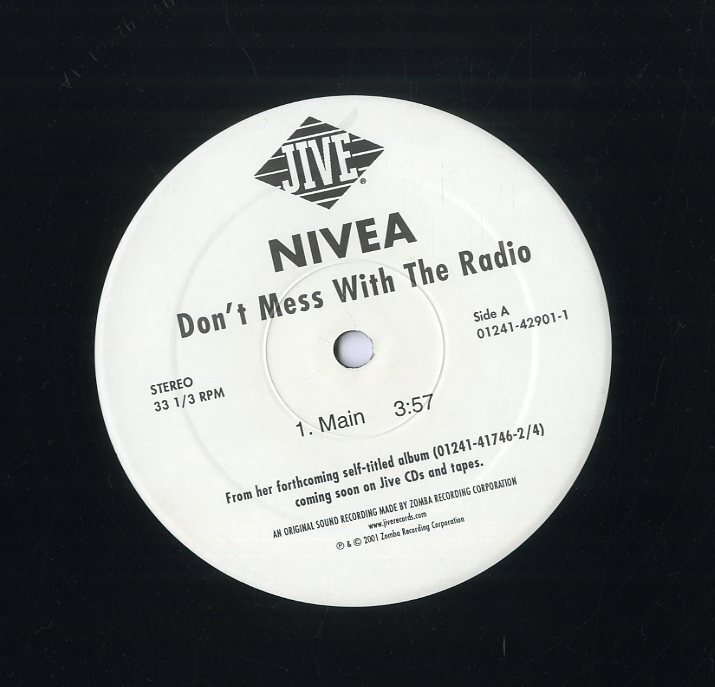 JIVE®
NIVEA
Don't Mess With The Radio
Side A
01241-42901-1
STEREO
33 1/3 RPM
1. Main 3:57
From her forthcoming self-titled album (01241-41746-2/4)
coming soon on Jive CDs and tapes.
AN ORIGINAL SOUND RECORDING MADE BY ZOMBA RECORDING CORPORATION
www.jiverecords.com
℗ & © 2001 Zomba Recording Corporation